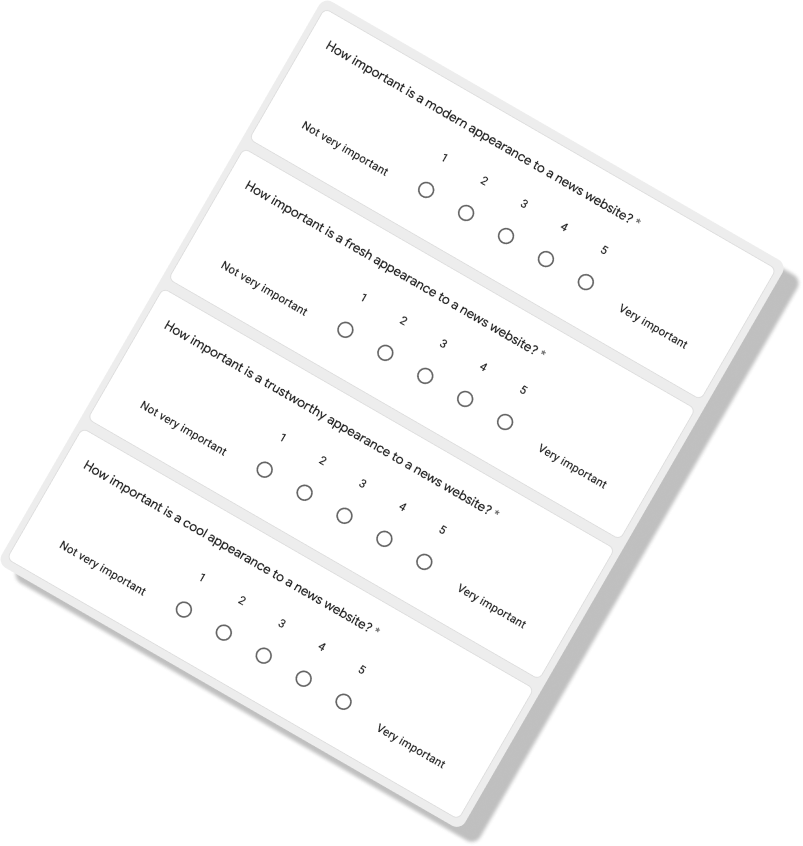 How important is a modern appearance to a news website? *
1 2 3 4 5
Not very important Very important
How important is a fresh appearance to a news website? *
1 2 3 4 5
Not very important Very important
How important is a trustworthy appearance to a news website? *
1 2 3 4 5
Not very important Very important
How important is a cool appearance to a news website? *
1 2 3 4 5
Not very important Very important